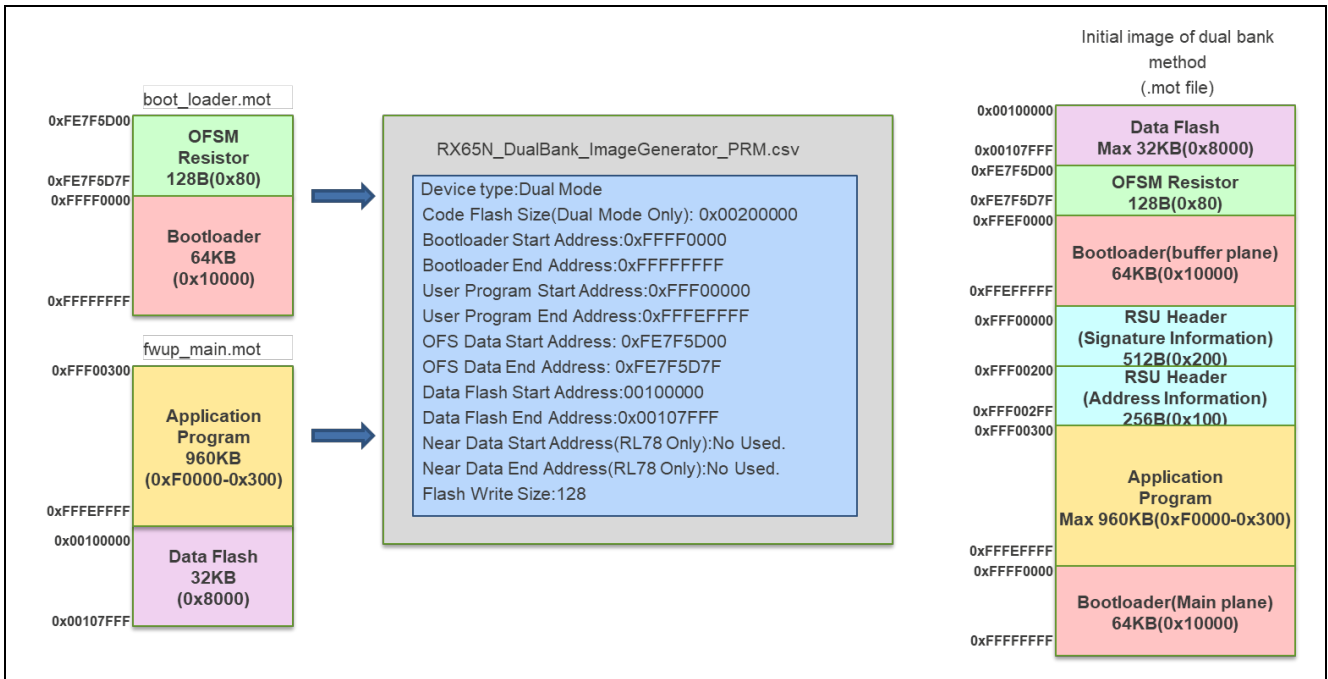 boot_loader.mot
0xFE7F5D00
OFSM
Resistor
128B(0x80)
0xFE7F5D7F
0xFFFF0000
Bootloader
64KB
(0x10000)
0xFFFFFFFF
fwup_main.mot
0xFFF00300
Application
Program
960KB
(0xF0000-0x300)
0xFFFEFFFF
0x00100000
Data Flash
32KB
(0x8000)
0x00107FFF
RX65N_DualBank_ImageGenerator_PRM.csv
Device type:Dual Mode
Code Flash Size(Dual Mode Only): 0x00200000
Bootloader Start Address:0xFFFF0000
Bootloader End Address:0xFFFFFFFF
User Program Start Address:0xFFF00000
User Program End Address:0xFFFEFFFF
OFS Data Start Address: 0xFE7F5D00
OFS Data End Address: 0xFE7F5D7F
Data Flash Start Address:00100000
Data Flash End Address:0x00107FFF
Near Data Start Address(RL78 Only):No Used.
Near Data End Address(RL78 Only):No Used.
Flash Write Size:128
Initial image of dual bank
method
(.mot file)
0x00100000
Data Flash
Max 32KB(0x8000)
0x00107FFF
0xFE7F5D00
OFSM Resistor
128B(0x80)
0xFE7F5D7F
0xFFEF0000
Bootloader(buffer plane)
64KB(0x10000)
0xFFEFFFFF
0xFFF00000
RSU Header
(Signature Information)
512B(0x200)
0xFFF00200
RSU Header
(Address Information)
256B(0x100)
0xFFF002FF
0xFFF00300
Application
Program
Max 960KB(0xF0000-0x300)
0xFFFEFFFF
0xFFFF0000
Bootloader(Main plane)
64KB(0x10000)
0xFFFFFFFF